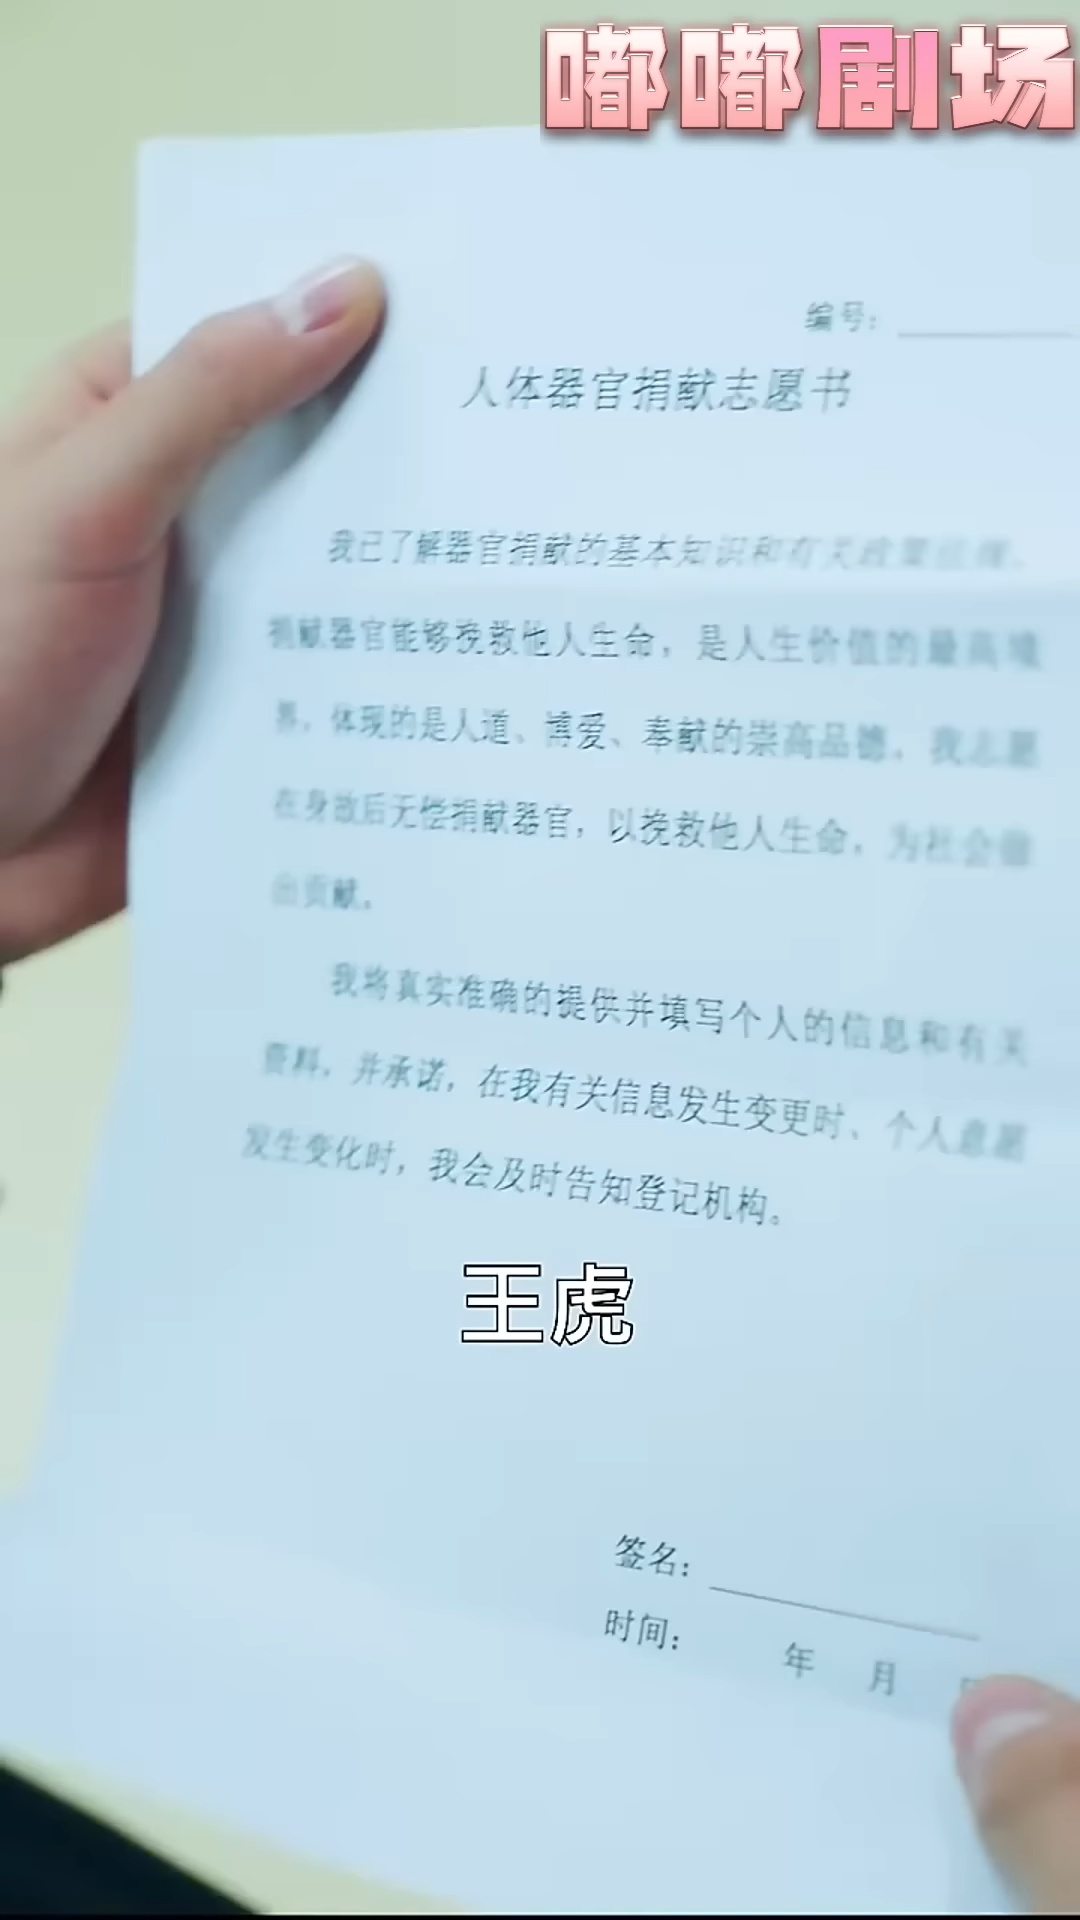 嘟嘟剧场
编号：
人体器官捐献志愿书
我已了解器官捐献的基本知识和有关政策法规。
捐献器官能够挽救他人生命，是人生价值的最高境
界，体现的是人道、博爱、奉献的崇高品德。我志愿
在身故后无偿捐献器官，以挽救他人生命，为社会做
出贡献。
我将真实准确的提供并填写个人的信息和有关
资料，并承诺，在我有关信息发生变更时、个人意愿
发生变化时，我会及时告知登记机构。
王虎
签名：
时间： 年 月